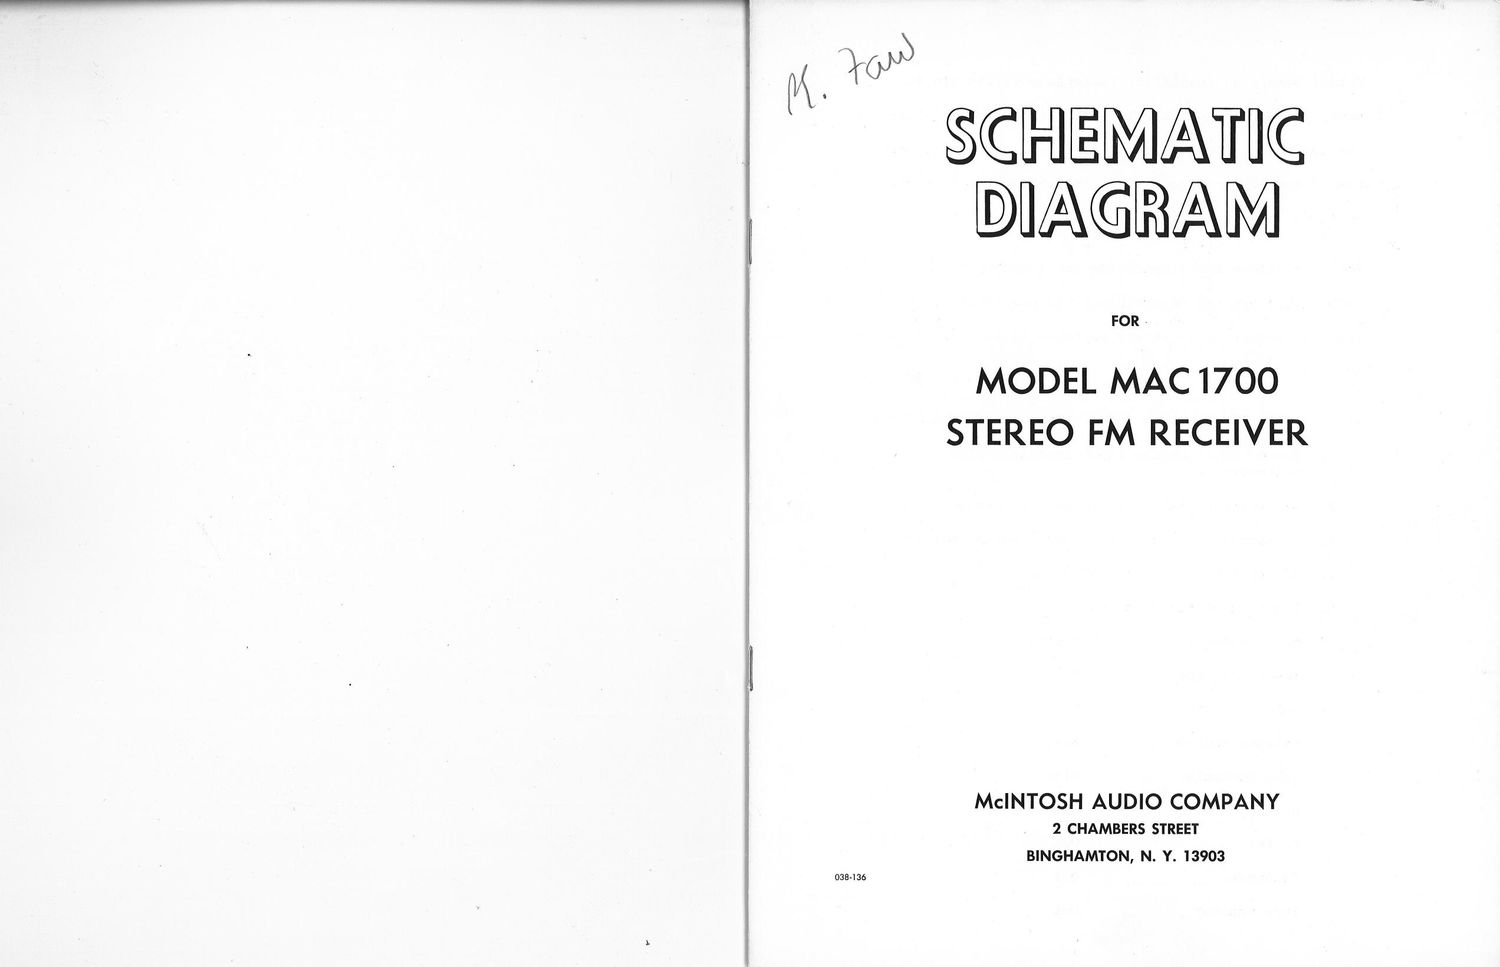 K. Faw
SCHEMATIC
DIAGRAM
FOR
MODEL MAC 1700
STEREO FM RECEIVER
McINTOSH AUDIO COMPANY
2 CHAMBERS STREET
BINGHAMTON, N. Y. 13903
038-136